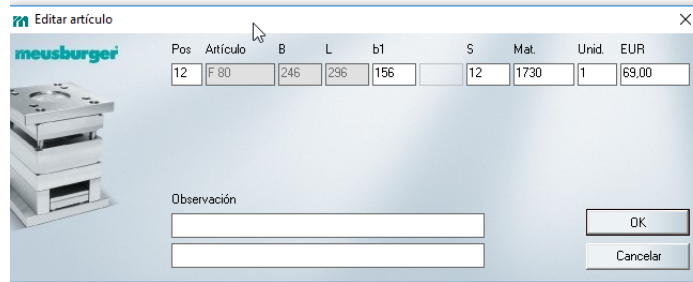 Editar artículo
meusburger
Pos Artículo B L b1 S Mat. Unid. EUR
12 F 80 246 296 156 12 1730 1 69,00
Observación
OK
Cancelar